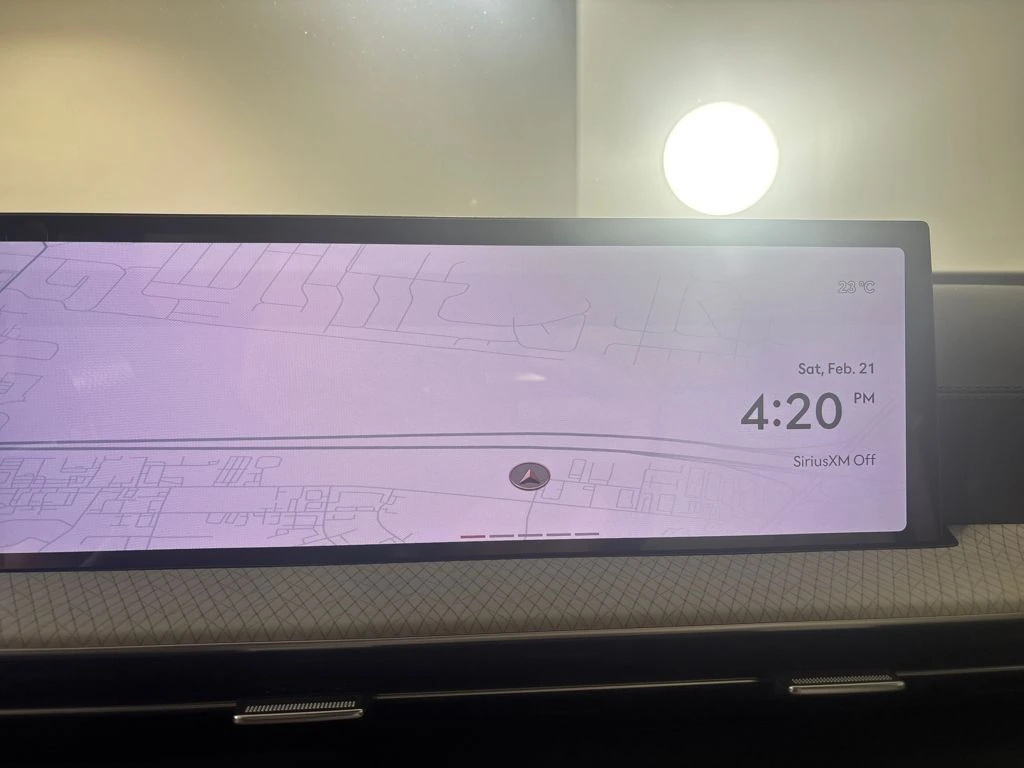 23°C
Sat, Feb. 21
4:20 PM
SiriusXM Off